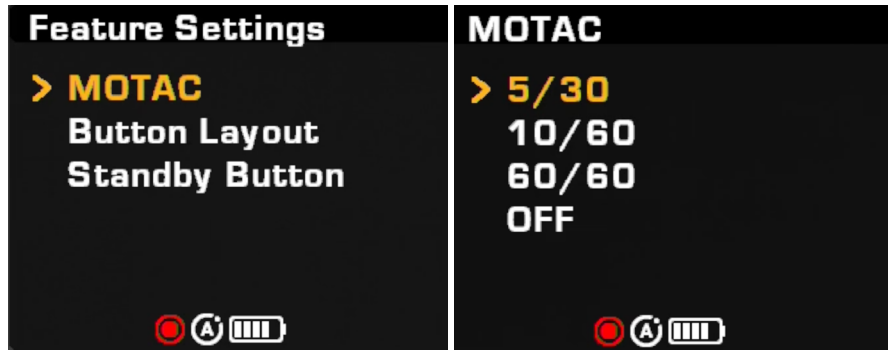 Feature Settings
> MOTAC
Button Layout
Standby Button
A
MOTAC
> 5/30
10/60
60/60
OFF
A